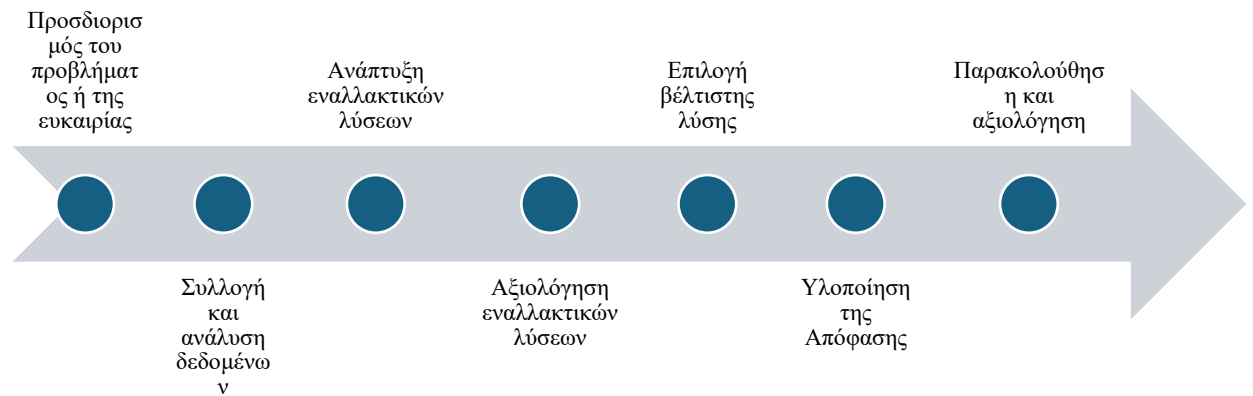 Προσδιορισ
μός του
προβλήματ
ος ή της
ευκαιρίας
Συλλογή
και
ανάλυση
δεδομένω
ν
Ανάπτυξη
εναλλακτικών
λύσεων
Αξιολόγηση
εναλλακτικών
λύσεων
Επιλογή
βέλτιστης
λύσης
Υλοποίηση
της
Απόφασης
Παρακολούθησ
η και
αξιολόγηση